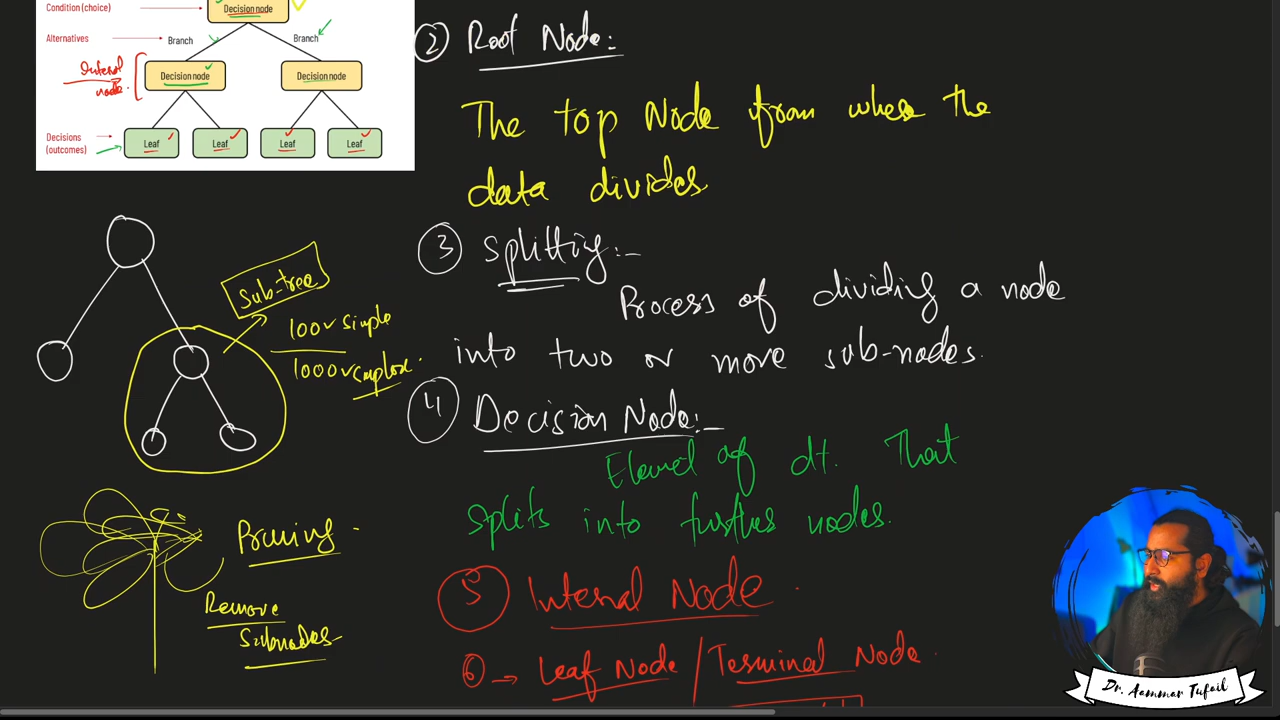 Condition (choice)
Decision node
Alternatives
Branch
Branch
Internal
node.
Decision node
Decision node
Decisions
(outcomes)
Leaf
Leaf
Leaf
Leaf
② Root Node:
The top Node from where the
data divides
③ Splitting:-
Process of dividing a node
into two or more sub-nodes.
④ Decision Node:-
of dt. That
splits into further nodes.
⑤ Internal Node
⑥ → Leaf Node / Terminal Node
Sub-tree
100 v simple
1000 v complex.
Pruning
Remove
Subnodes
Dr. Aammar Tufail